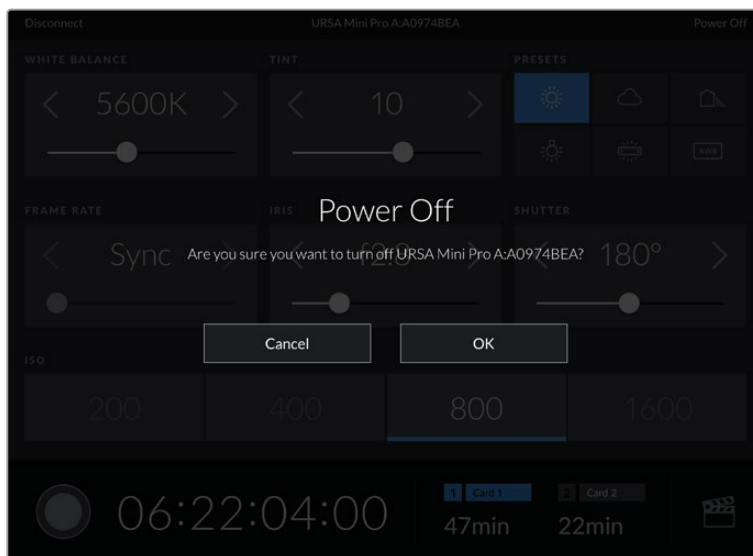 Disconnect URSA Mini Pro A:A0974BEA Power Off
WHITE BALANCE TINT PRESETS
5600K 10
AWB
FRAME RATE IRIS SHUTTER
Power Off
Sync f2.8 180°
Are you sure you want to turn off URSA Mini Pro A:A0974BEA?
Cancel OK
ISO
200 400 800 1600
1 Card 1 2 Card 2
06:22:04:00
47min 22min